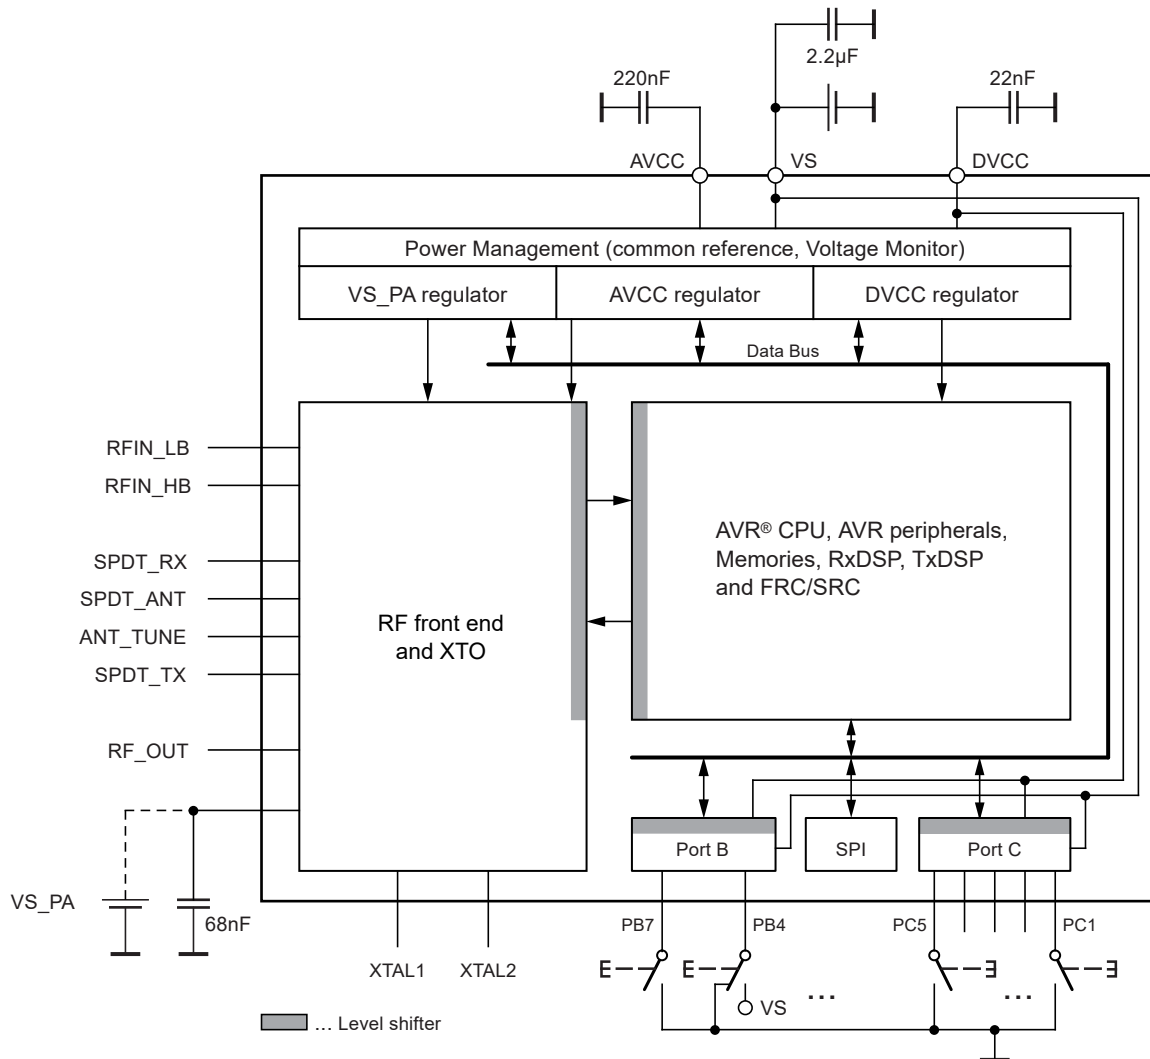 2.2µF
220nF
22nF
AVCC
VS
DVCC
Power Management (common reference, Voltage Monitor)
VS_PA regulator
AVCC regulator
DVCC regulator
Data Bus
RFIN_LB
RFIN_HB
SPDT_RX
SPDT_ANT
ANT_TUNE
SPDT_TX
RF_OUT
RF front end
and XTO
AVR® CPU, AVR peripherals,
Memories, RxDSP, TxDSP
and FRC/SRC
Port B
SPI
Port C
VS_PA
68nF
PB7
PB4
PC5
PC1
XTAL1
XTAL2
VS
...
...
... Level shifter